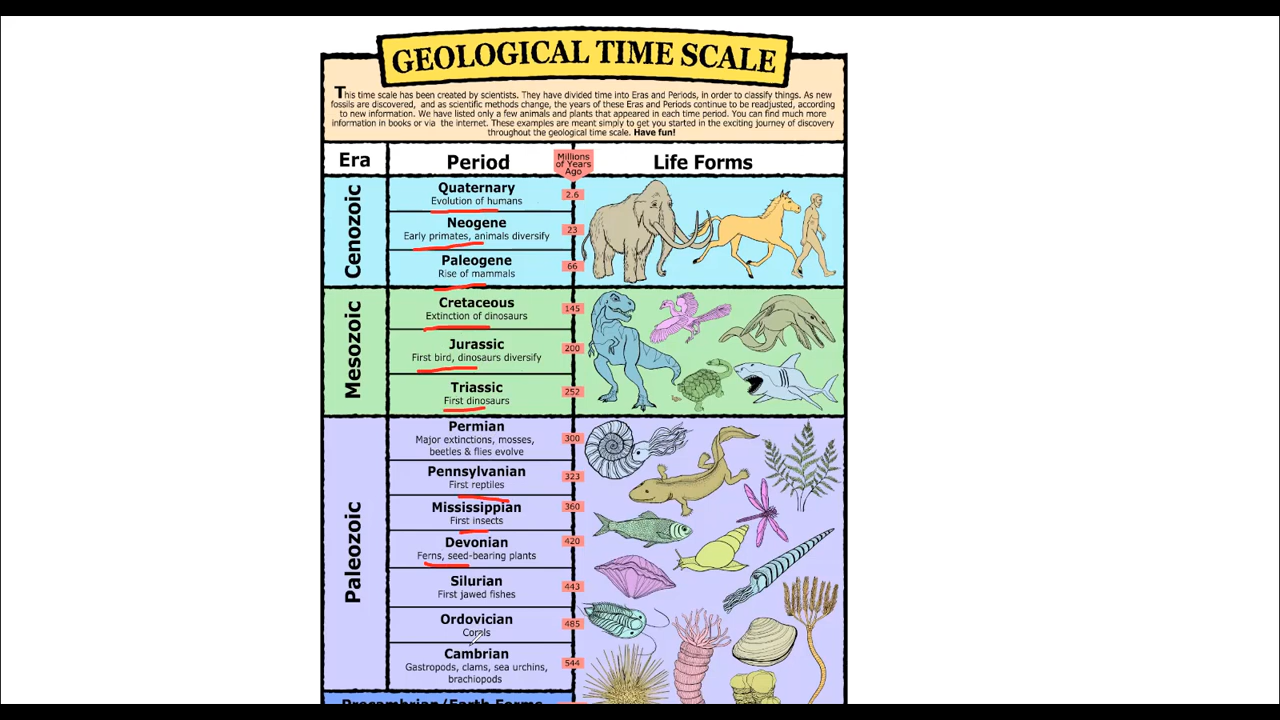 GEOLOGICAL TIME SCALE
This time scale has been created by scientists. They have divided time into Eras and Periods, in order to classify things. As new
fossils are discovered, and as scientific methods change, the years of these Eras and Periods continue to be readjusted, according
to new information. We have listed only a few animals and plants that appeared in each time period. You can find much more
information in books or via the internet. These examples are meant simply to get you started in the exciting journey of discovery
throughout the geological time scale. Have fun!
Era
Period
Millions
of Years
Ago
Life Forms
Cenozoic
Quaternary
Evolution of humans
2.6
Neogene
Early primates, animals diversify
23
Paleogene
Rise of mammals
66
Mesozoic
Cretaceous
Extinction of dinosaurs
145
Jurassic
First bird, dinosaurs diversify
200
Triassic
First dinosaurs
252
Paleozoic
Permian
Major extinctions, mosses,
beetles & flies evolve
300
Pennsylvanian
First reptiles
323
Mississippian
First insects
360
Devonian
Ferns, seed-bearing plants
420
Silurian
First jawed fishes
443
Ordovician
Corals
485
Cambrian
Gastropods, clams, sea urchins,
brachiopods
544
Precambrian/Earth Forms